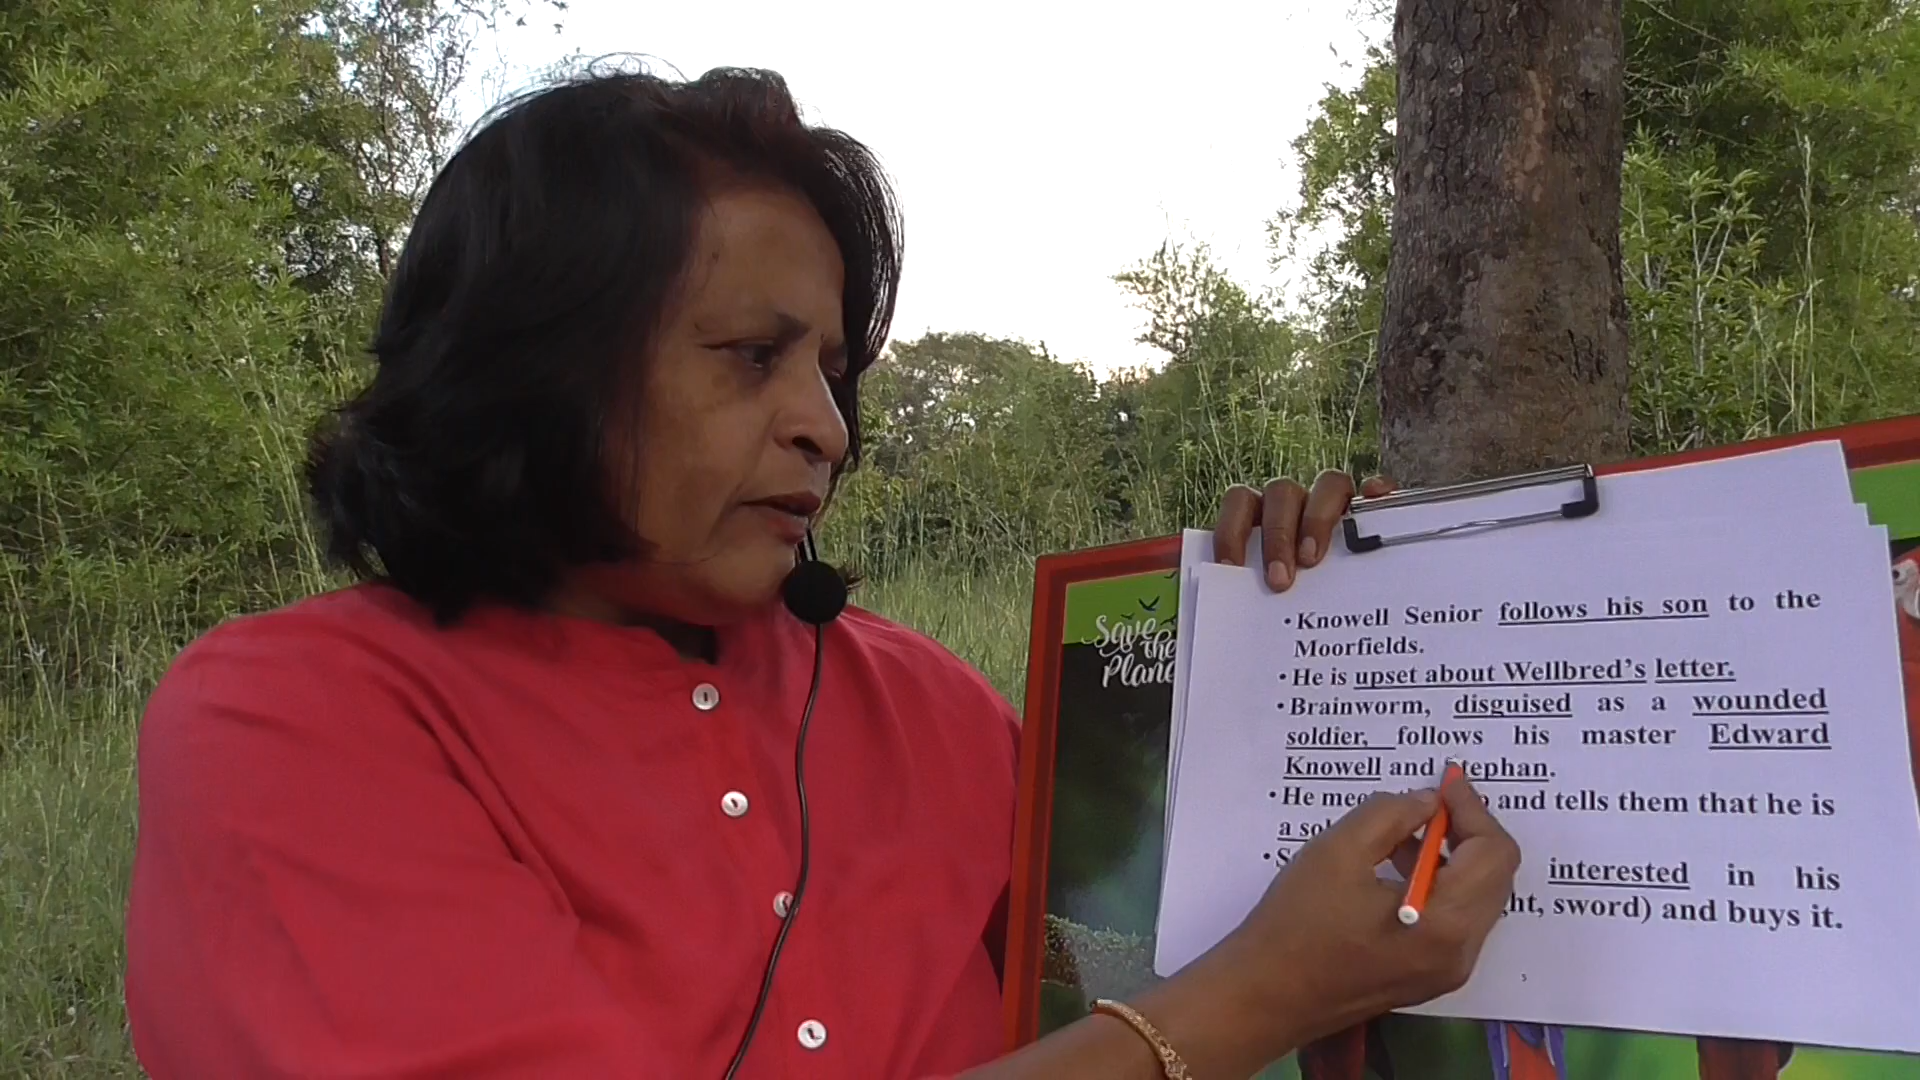 Save
the
Plane
• Knowell Senior follows his son to the
Moorfields.
• He is upset about Wellbred's letter.
• Brainworm, disguised as a wounded
soldier, follows his master Edward
Knowell and Stephan.
• He and tells them that he is
a
• interested in his
sword) and buys it.
5